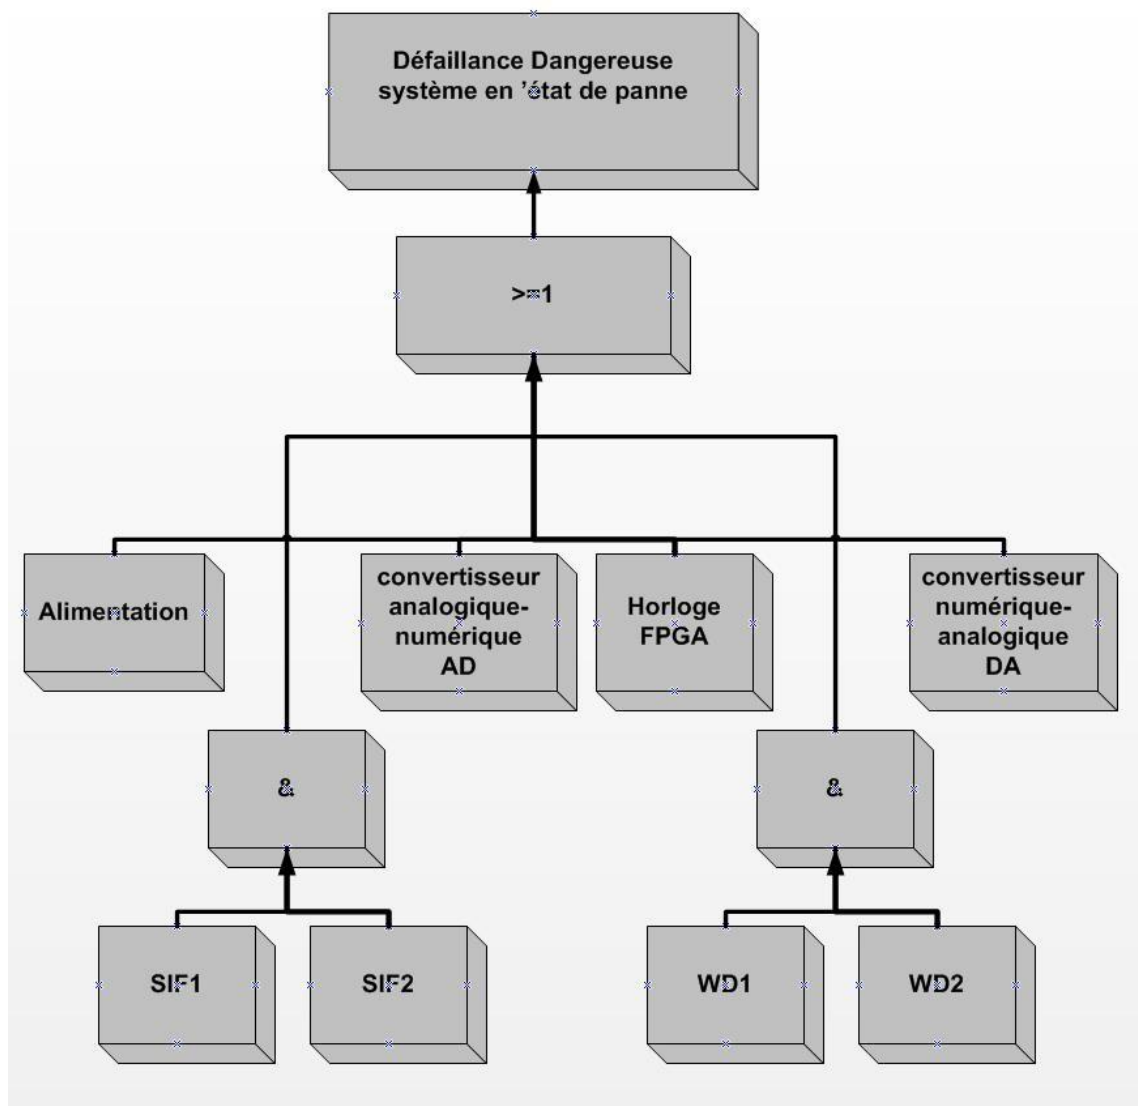 Défaillance Dangereuse
système en ’état de panne
>=1
Alimentation
convertisseur
analogique-
numérique
AD
Horloge
FPGA
convertisseur
numérique-
analogique
DA
&
&
SIF1
SIF2
WD1
WD2